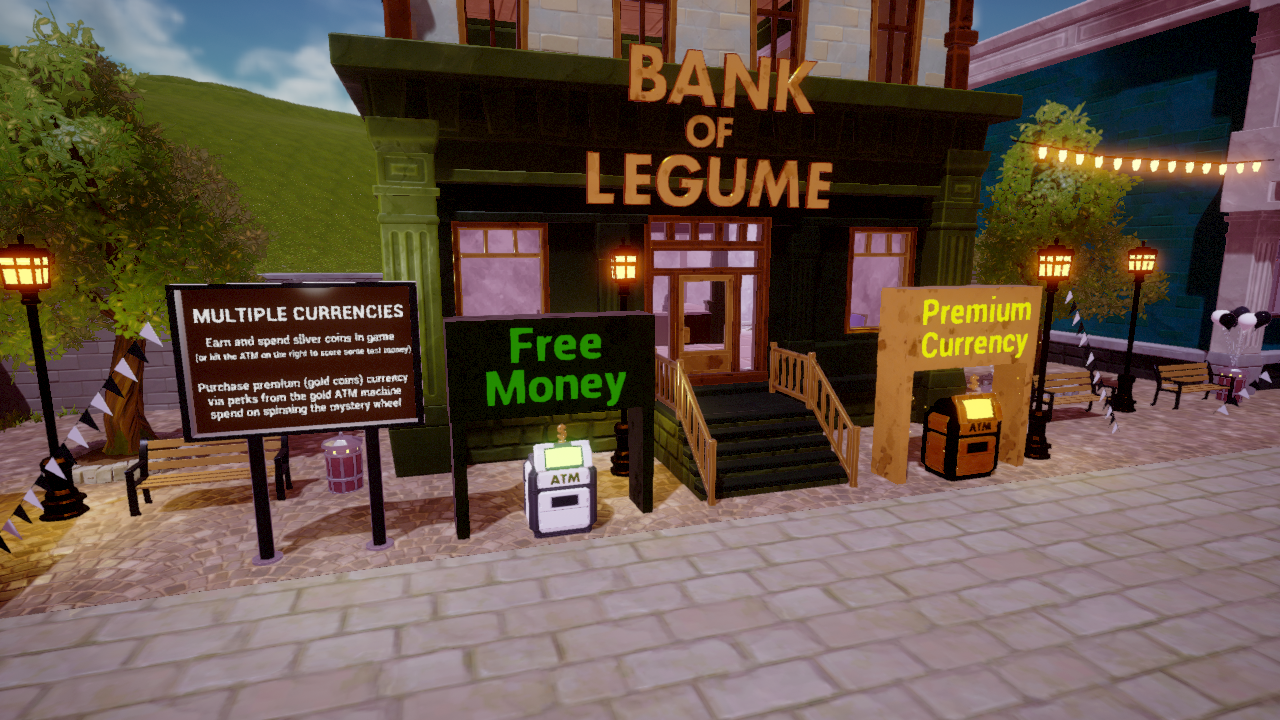 BANK
OF
LEGUME
MULTIPLE CURRENCIES
Earn and spend silver coins in game
(or hit the ATM on the right to score some test money)
Purchase premium (gold coins) currency
via perks from the gold ATM machine
spend on spinning the mystery wheel
Free
Money
ATM
Premium
Currency
ATM